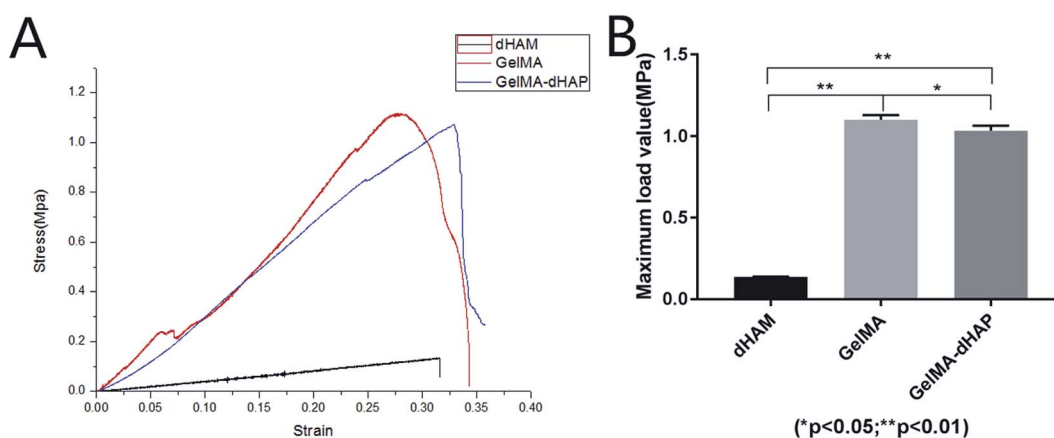 A
dHAM
GelMA
GelMA-dHAP
1.2
1.0
0.8
0.6
0.4
0.2
0.0
Stress(Mpa)
0.00 0.05 0.10 0.15 0.20 0.25 0.30 0.35 0.40
Strain
B
1.5
1.0
0.5
0.0
Maximum load value(MPa)
**
** *
dHAM
GelMA
GelMA-dHAP
(*p<0.05;**p<0.01)